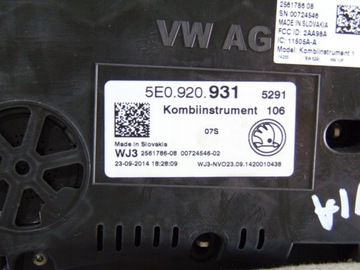 VW AG
2561786 08
SN 00724546
MADE IN SLOVAKIA
FCC ID: 2AA98A
IC: 11505A-A
Model: Kombiinstrument
5E0.920.931 5291
Kombiinstrument 106
07S
Made in Slovakia
WJ3 2561786-08 00724546-02
23-09-2014 18:28:09 WJ3-NVO23.09.1420010438